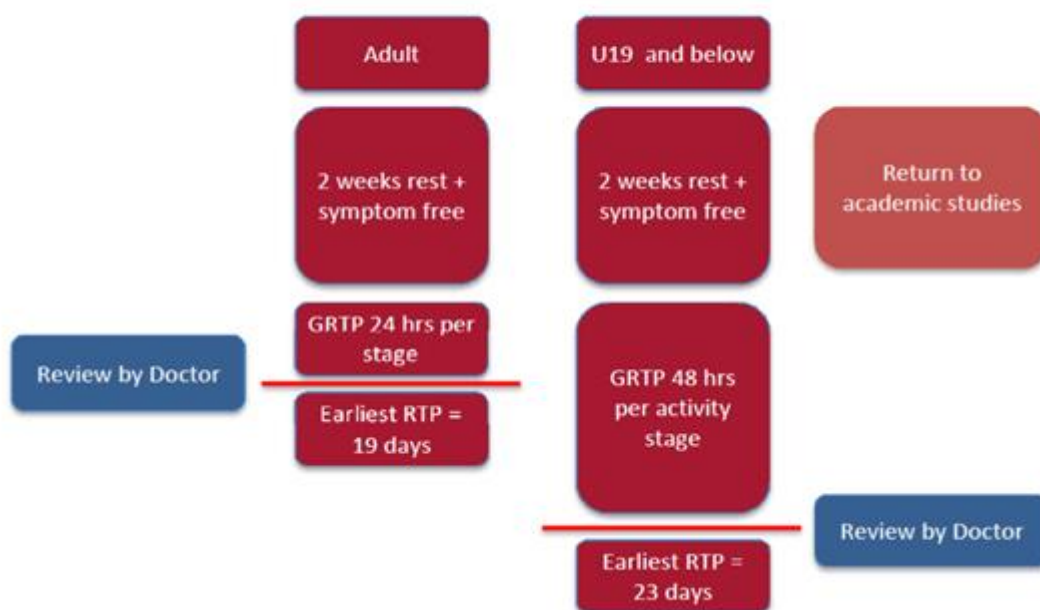 Adult
U19 and below
2 weeks rest +
symptom free
2 weeks rest +
symptom free
Return to
academic studies
GRTP 24 hrs per
stage
Review by Doctor
GRTP 48 hrs
per activity
stage
Earliest RTP =
19 days
Review by Doctor
Earliest RTP =
23 days